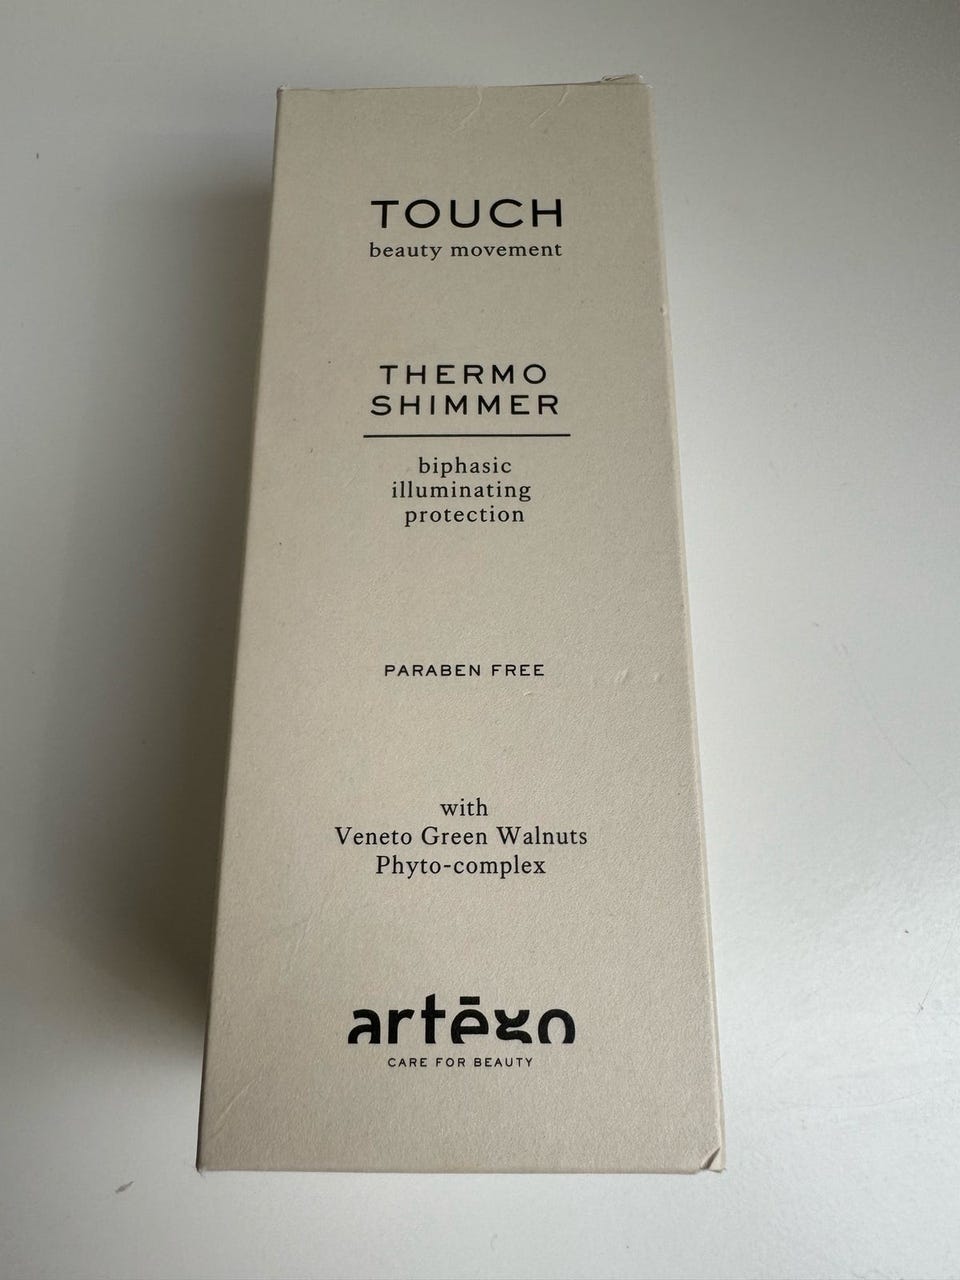 TOUCH
beauty movement
THERMO
SHIMMER
biphasic
illuminating
protection
PARABEN FREE
with
Veneto Green Walnuts
Phyto-complex
artēgo
CARE FOR BEAUTY